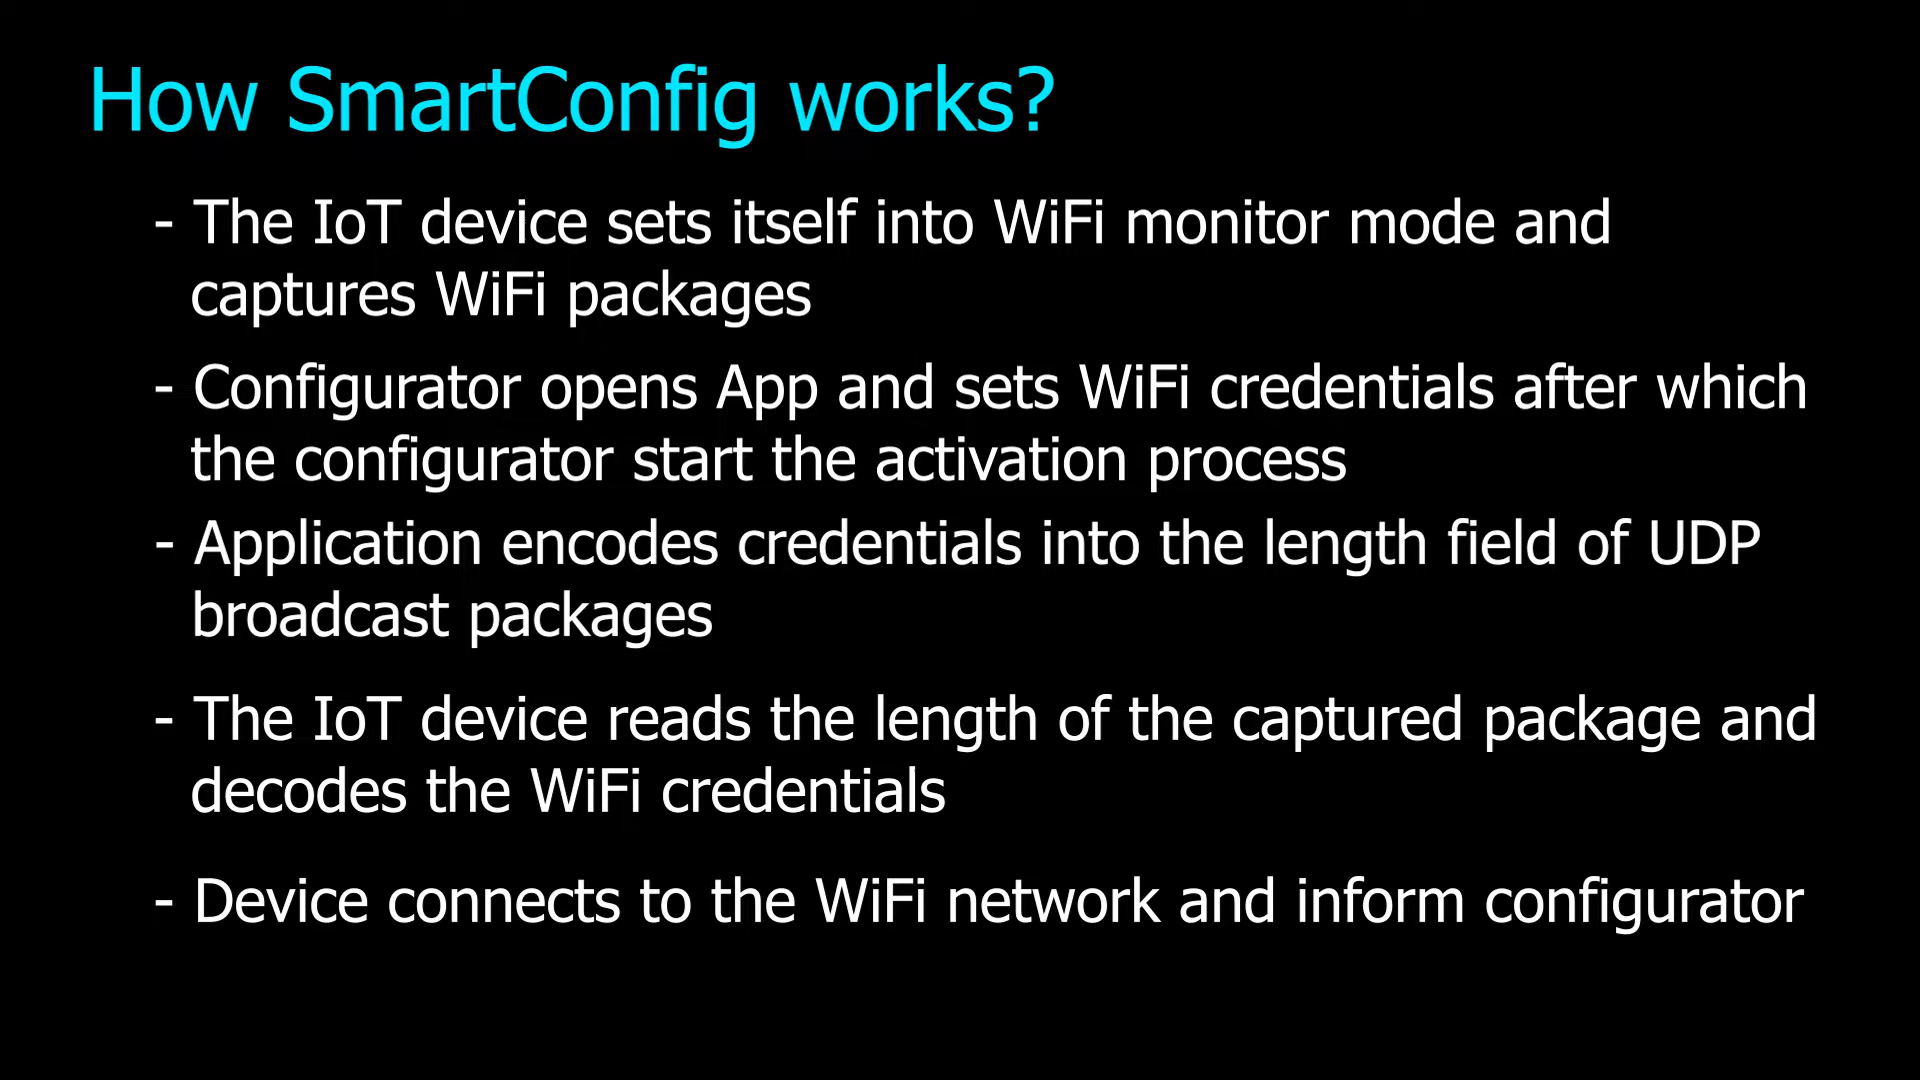 How SmartConfig works?
- The IoT device sets itself into WiFi monitor mode and
captures WiFi packages
- Configurator opens App and sets WiFi credentials after which
the configurator start the activation process
- Application encodes credentials into the length field of UDP
broadcast packages
- The IoT device reads the length of the captured package and
decodes the WiFi credentials
- Device connects to the WiFi network and inform configurator